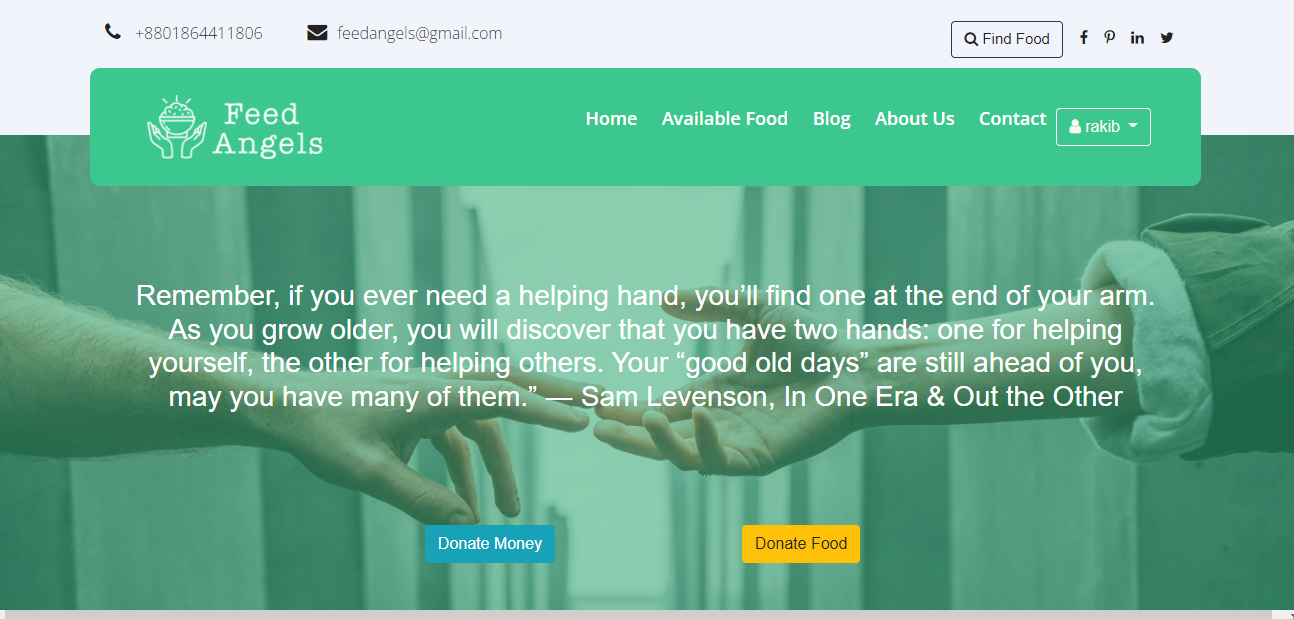 +8801864411806 feedangels@gmail.com Find Food
Feed
Angels
Home Available Food Blog About Us Contact rakib
Remember, if you ever need a helping hand, you’ll find one at the end of your arm.
As you grow older, you will discover that you have two hands: one for helping
yourself, the other for helping others. Your “good old days” are still ahead of you,
may you have many of them.” — Sam Levenson, In One Era & Out the Other
Donate Money Donate Food